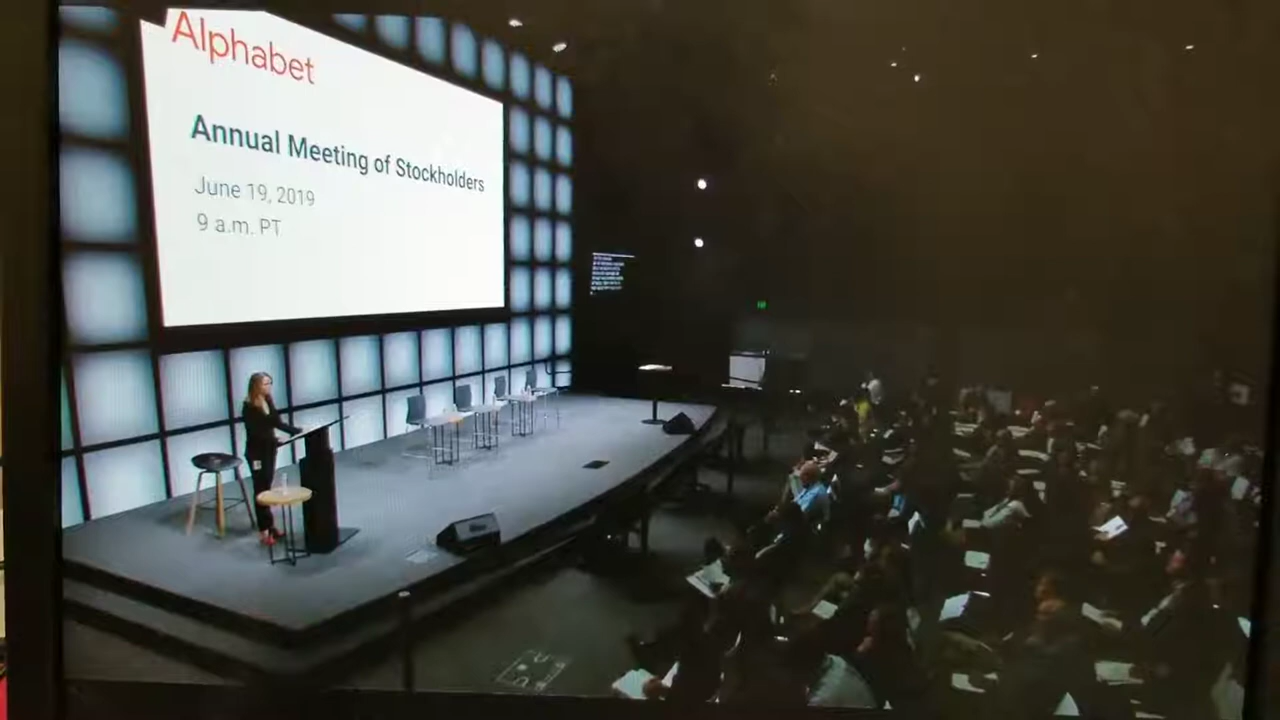 Alphabet
Annual Meeting of Stockholders
June 19, 2019
9 a.m. PT